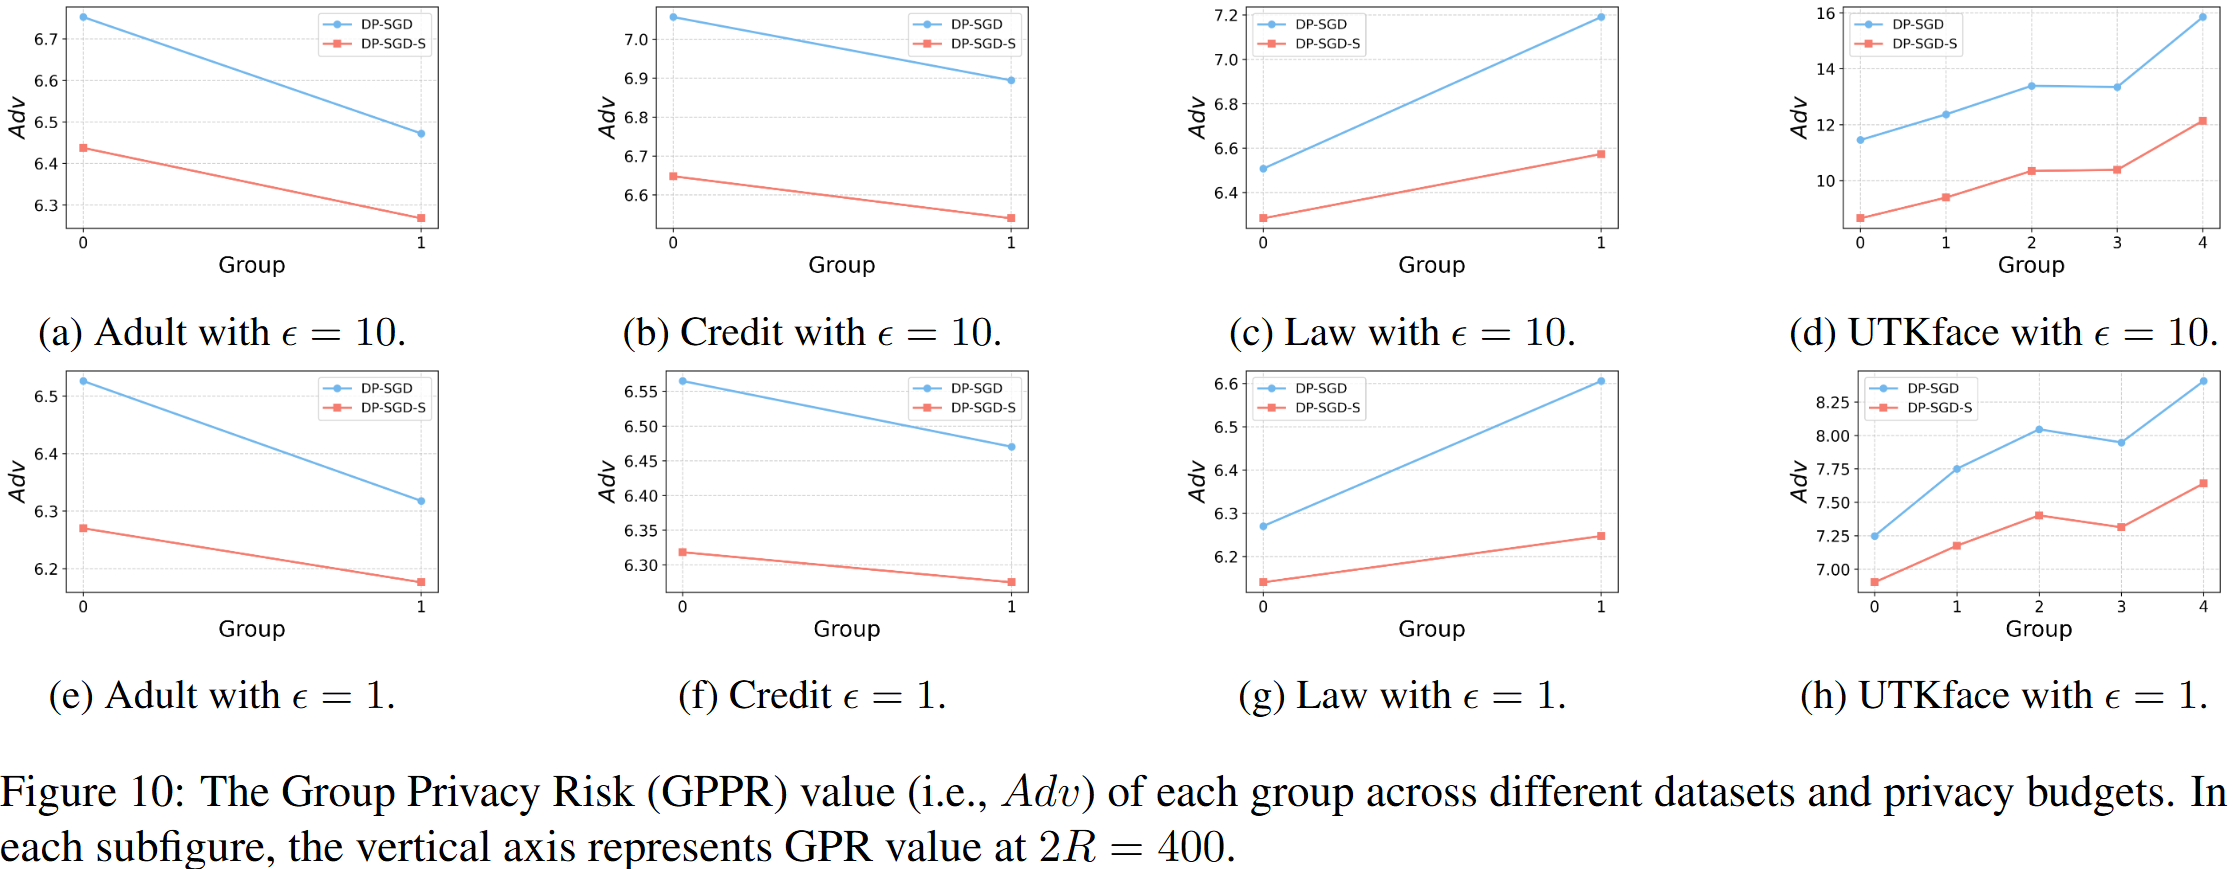 DP-SGD
DP-SGD-S
6.7
6.6
6.5
6.4
6.3
Adv
0 1
Group
(a) Adult with ϵ = 10.
DP-SGD
DP-SGD-S
7.0
6.9
6.8
6.7
6.6
Adv
0 1
Group
(b) Credit with ϵ = 10.
DP-SGD
DP-SGD-S
7.2
7.0
6.8
6.6
6.4
Adv
0 1
Group
(c) Law with ϵ = 10.
DP-SGD
DP-SGD-S
16
14
12
10
Adv
0 1 2 3 4
Group
(d) UTKface with ϵ = 10.
DP-SGD
DP-SGD-S
6.5
6.4
6.3
6.2
Adv
0 1
Group
(e) Adult with ϵ = 1.
DP-SGD
DP-SGD-S
6.55
6.50
6.45
6.40
6.35
6.30
Adv
0 1
Group
(f) Credit ϵ = 1.
DP-SGD
DP-SGD-S
6.6
6.5
6.4
6.3
6.2
Adv
0 1
Group
(g) Law with ϵ = 1.
DP-SGD
DP-SGD-S
8.25
8.00
7.75
7.50
7.25
7.00
Adv
0 1 2 3 4
Group
(h) UTKface with ϵ = 1.
Figure 10: The Group Privacy Risk (GPPR) value (i.e., Adv) of each group across different datasets and privacy budgets. In
each subfigure, the vertical axis represents GPR value at 2R = 400.